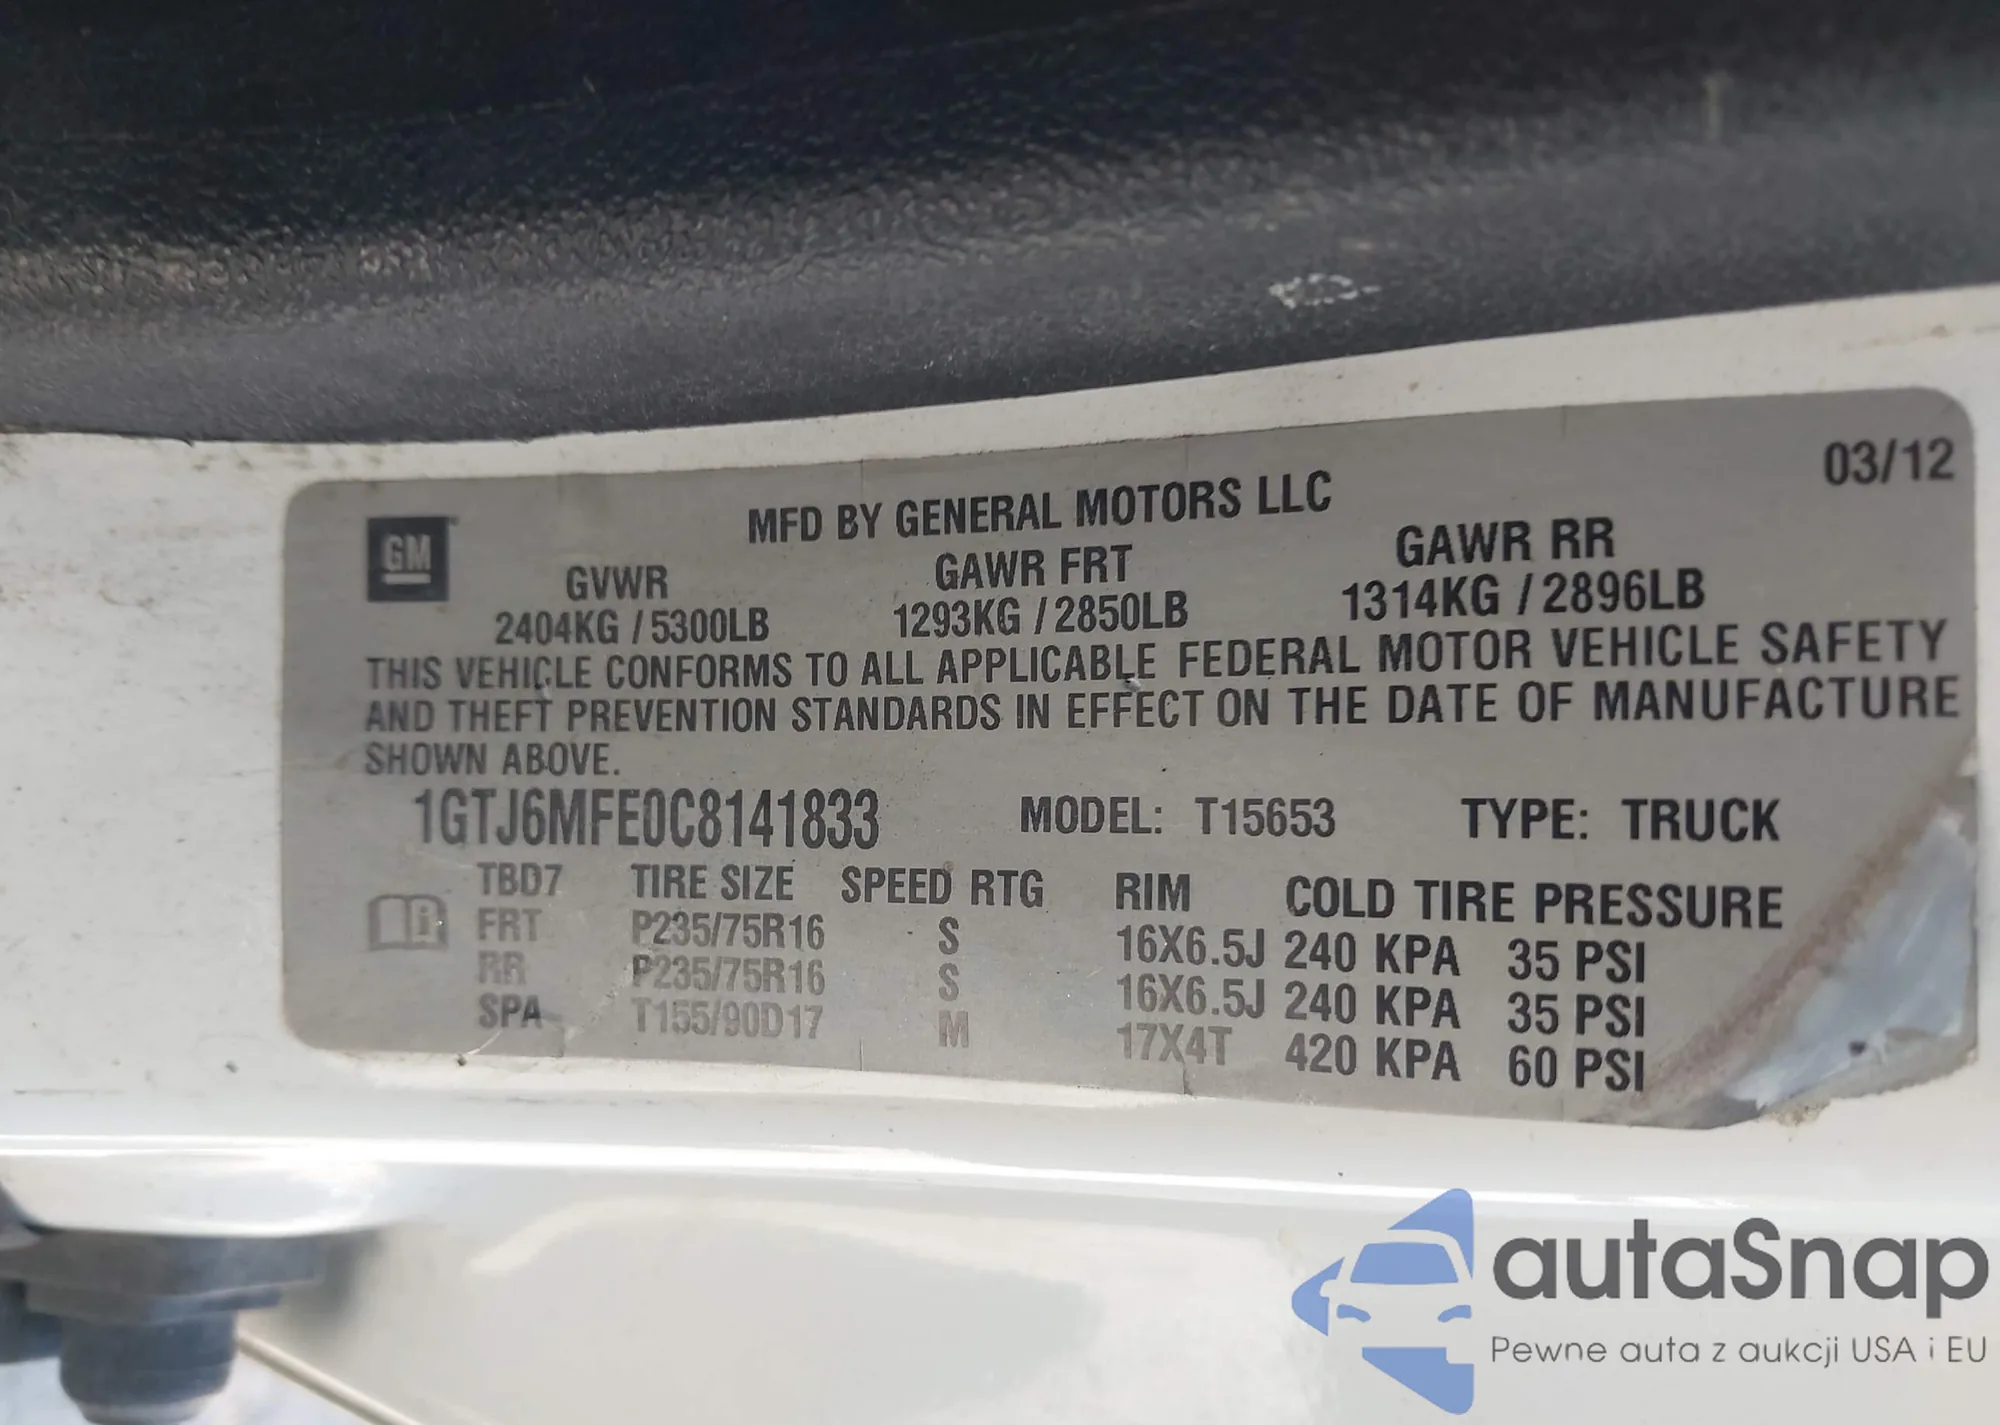 03/12
MFD BY GENERAL MOTORS LLC
GM
GVWR GAWR FRT GAWR RR
2404KG / 5300LB 1293KG / 2850LB 1314KG / 2896LB
THIS VEHICLE CONFORMS TO ALL APPLICABLE FEDERAL MOTOR VEHICLE SAFETY
AND THEFT PREVENTION STANDARDS IN EFFECT ON THE DATE OF MANUFACTURE
SHOWN ABOVE.
1GTJ6MFE0C8141833 MODEL: T15653 TYPE: TRUCK
TBD7 TIRE SIZE SPEED RTG RIM COLD TIRE PRESSURE
FRT P235/75R16 S 16X6.5J 240 KPA 35 PSI
RR P235/75R16 S 16X6.5J 240 KPA 35 PSI
SPA T155/90D17 M 17X4T 420 KPA 60 PSI
autaSnap
Pewne auta z aukcji USA i EU